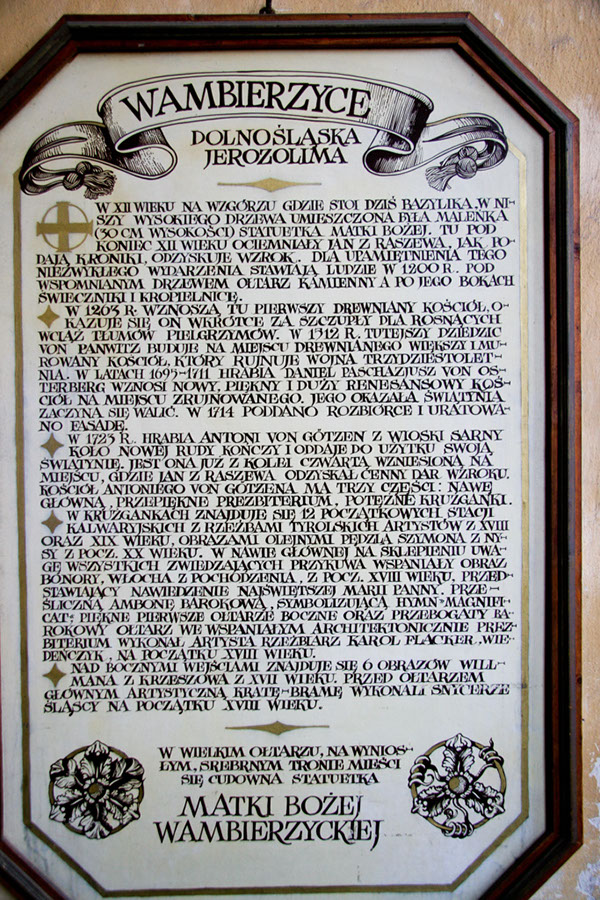 WAMBIERZYCE
DOLNOŚLĄSKA
JEROZOLIMA
W XII WIEKU NA WZGÓRZU GDZIE STOI DZIŚ BAZYLIKA, W NI-
SZY WYSOKIEGO DRZEWA UMIESZCZONA BYŁA MALEŃKA
(30 CM WYSOKOŚCI) STATUETKA MATKI BOŻEJ. TU POD
KONIEC XII WIEKU OCIEMNIAŁY JAN Z RASZEWA, JAK PO-
DAJĄ KRONIKI, ODZYSKUJE WZROK. DLA UPAMIĘTNIENIA TEGO
NIEZWYKŁEGO WYDARZENIA STAWIAJĄ LUDZIE W 1200 R. POD
WSPOMNIANYM DRZEWEM OŁTARZ KAMIENNY A PO JEGO BOKACH
ŚWIECZNIKI I KROPIELNICĘ.
W 1263 R. WZNOSZĄ TU PIERWSZY DREWNIANY KOŚCIÓŁ, O-
KAZUJE SIĘ ON WKRÓTCE ZA SZCZUPŁY DLA ROSNĄCYCH
WCIĄŻ TŁUMÓW PIELGRZYMÓW. W 1512 R. TUTEJSZY DZIEDZIC
VON PANWITZ BUDUJE NA MIEJSCU DREWNIANEGO WIĘKSZY I MU-
ROWANY KOŚCIÓŁ, KTÓRY RUJNUJE WOJNA TRZYDZIESTOLET-
NIA. W LATACH 1695-1711 HRABIA DANIEL PASCHAZJUSZ VON OS-
TERBERG WZNOSI NOWY, PIĘKNY I DUŻY RENESANSOWY KOŚ-
CIÓŁ NA MIEJSCU ZRUJNOWANEGO. JEGO OKAZAŁA ŚWIĄTYNIA
ZACZYNA SIĘ WALIĆ. W 1714 PODDANO ROZBIÓRCE I URATOWA-
NO FASADĘ.
W 1723 R. HRABIA ANTONI VON GÖTZEN Z WIOSKI SARNY
KOŁO NOWEJ RUDY KOŃCZY I ODDAJE DO UŻYTKU SWOJĄ
ŚWIĄTYNIĘ. JEST ONA JUŻ Z KOLEI CZWARTĄ WZNIESIONĄ NA
MIEJSCU, GDZIE JAN Z RASZEWA ODZYSKAŁ CENNY DAR WZROKU.
KOŚCIÓŁ ANTONIEGO VON GÖTZENA MA TRZY CZĘŚCI: NAWĘ
GŁÓWNĄ, PRZEPIĘKNE PREZBITERIUM, POTĘŻNE KRUŻGANKI.
W KRUŻGANKACH ZNAJDUJE SIĘ 12 POCZĄTKOWYCH STACJI
KALWARYJSKICH Z RZEŹBAMI TYROLSKICH ARTYSTÓW Z XVIII
ORAZ XIX WIEKU, OBRAZAMI OLEJNYMI PĘDZLA SZYMONA Z NY-
SY Z POCZ. XX WIEKU. W NAWIE GŁÓWNEJ NA SKLEPIENIU UWA-
GĘ WSZYSTKICH ZWIEDZAJĄCYCH PRZYKUWA WSPANIAŁY OBRAZ
BONORY, WŁOCHA Z POCHODZENIA, Z POCZ. XVIII WIEKU. PRZED-
STAWIAJĄCY NAWIEDZENIE NAJŚWIĘTSZEJ MARII PANNY. PRZE-
ŚLICZNĄ AMBONĘ BAROKOWĄ, SYMBOLIZUJĄCĄ HYMN "MAGNIFI-
CAT", PIĘKNE PIERWSZE OŁTARZE BOCZNE ORAZ PRZEBOGATY BA-
ROKOWY OŁTARZ WE WSPANIAŁYM ARCHITEKTONICZNIE PREZ-
BITERIUM WYKONAŁ ARTYSTA RZEŹBIARZ KAROL FLACKER, WIE-
DEŃCZYK, NA POCZĄTKU XVIII WIEKU.
NAD BOCZNYMI WEJŚCIAMI ZNAJDUJE SIĘ 6 OBRAZÓW WILL-
MANA Z KRZESZOWA Z XVII WIEKU. PRZED OŁTARZEM
GŁÓWNYM ARTYSTYCZNĄ KRATĘ-BRAMĘ WYKONALI SNYCERZE
ŚLĄSCY NA POCZĄTKU XVIII WIEKU.
W WIELKIM OŁTARZU, NA WYNIOS-
ŁYM, SREBRNYM TRONIE MIEŚCI
SIĘ CUDOWNA STATUETKA
MATKI BOŻEJ
WAMBIERZYCKIEJ